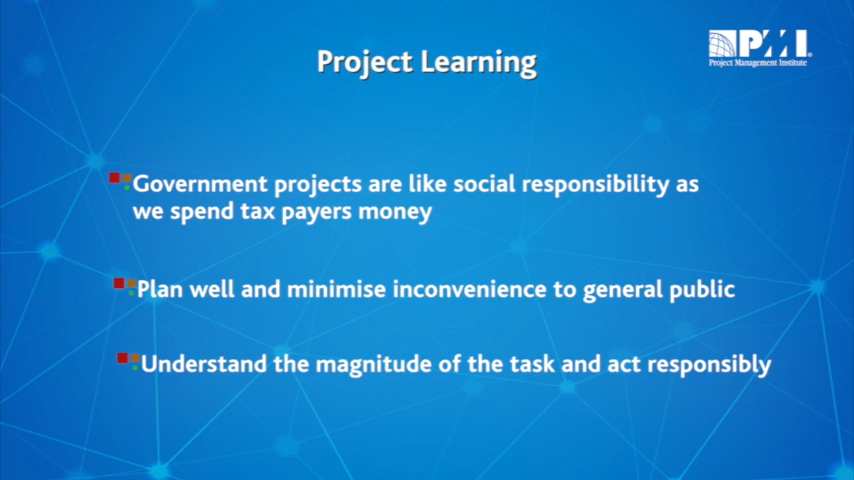 PMI
Project Management Institute
Project Learning
Government projects are like social responsibility as
we spend tax payers money
Plan well and minimise inconvenience to general public
Understand the magnitude of the task and act responsibly